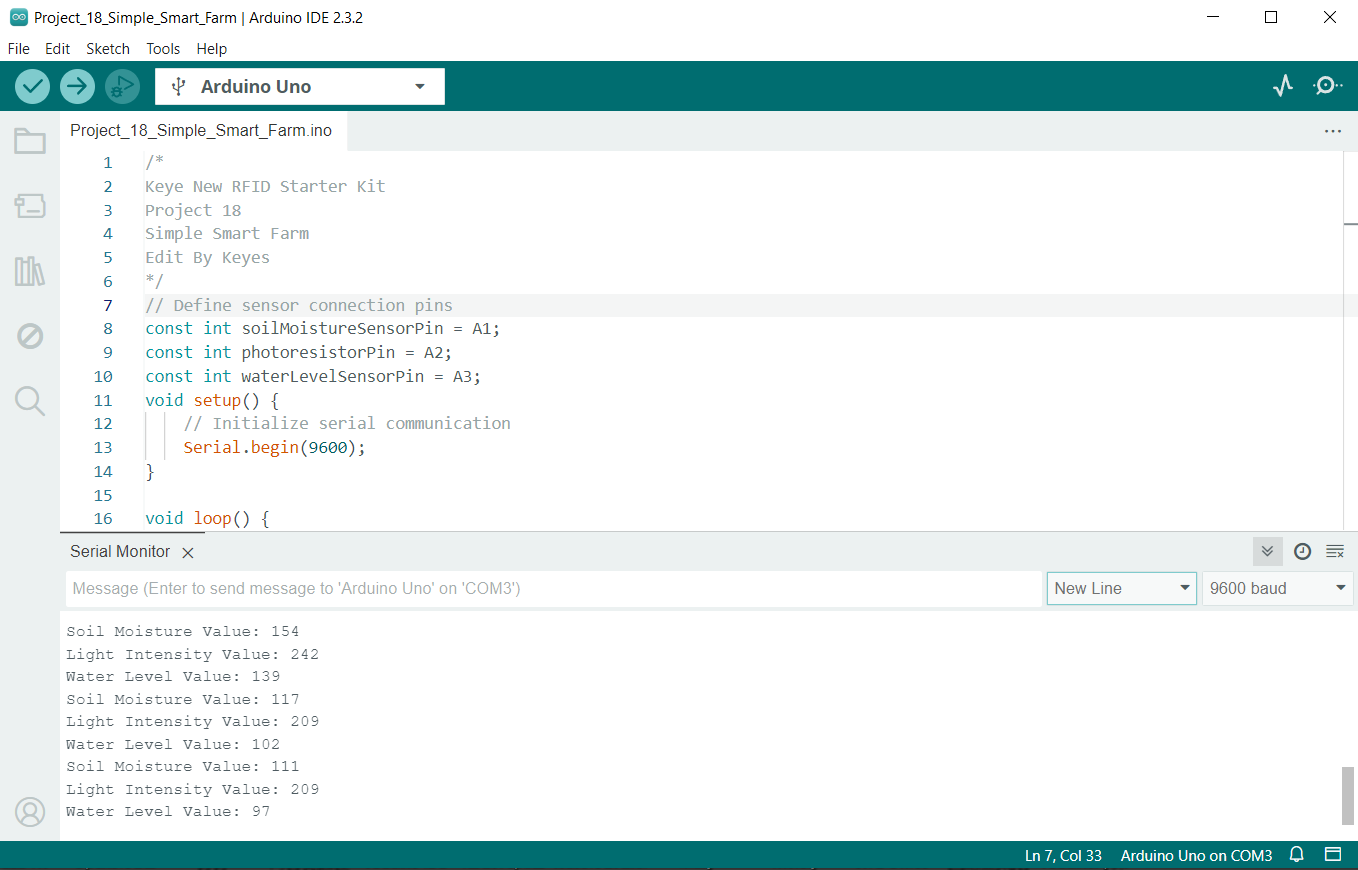 Project_18_Simple_Smart_Farm | Arduino IDE 2.3.2
File Edit Sketch Tools Help
Arduino Uno
Project_18_Simple_Smart_Farm.ino
1 /*
2 Keye New RFID Starter Kit
3 Project 18
4 Simple Smart Farm
5 Edit By Keyes
6 */
7 // Define sensor connection pins
8 const int soilMoistureSensorPin = A1;
9 const int photoresistorPin = A2;
10 const int waterLevelSensorPin = A3;
11 void setup() {
12 // Initialize serial communication
13 Serial.begin(9600);
14 }
15
16 void loop() {
Serial Monitor
Message (Enter to send message to 'Arduino Uno' on 'COM3')
New Line
9600 baud
Soil Moisture Value: 154
Light Intensity Value: 242
Water Level Value: 139
Soil Moisture Value: 117
Light Intensity Value: 209
Water Level Value: 102
Soil Moisture Value: 111
Light Intensity Value: 209
Water Level Value: 97
Ln 7, Col 33 Arduino Uno on COM3